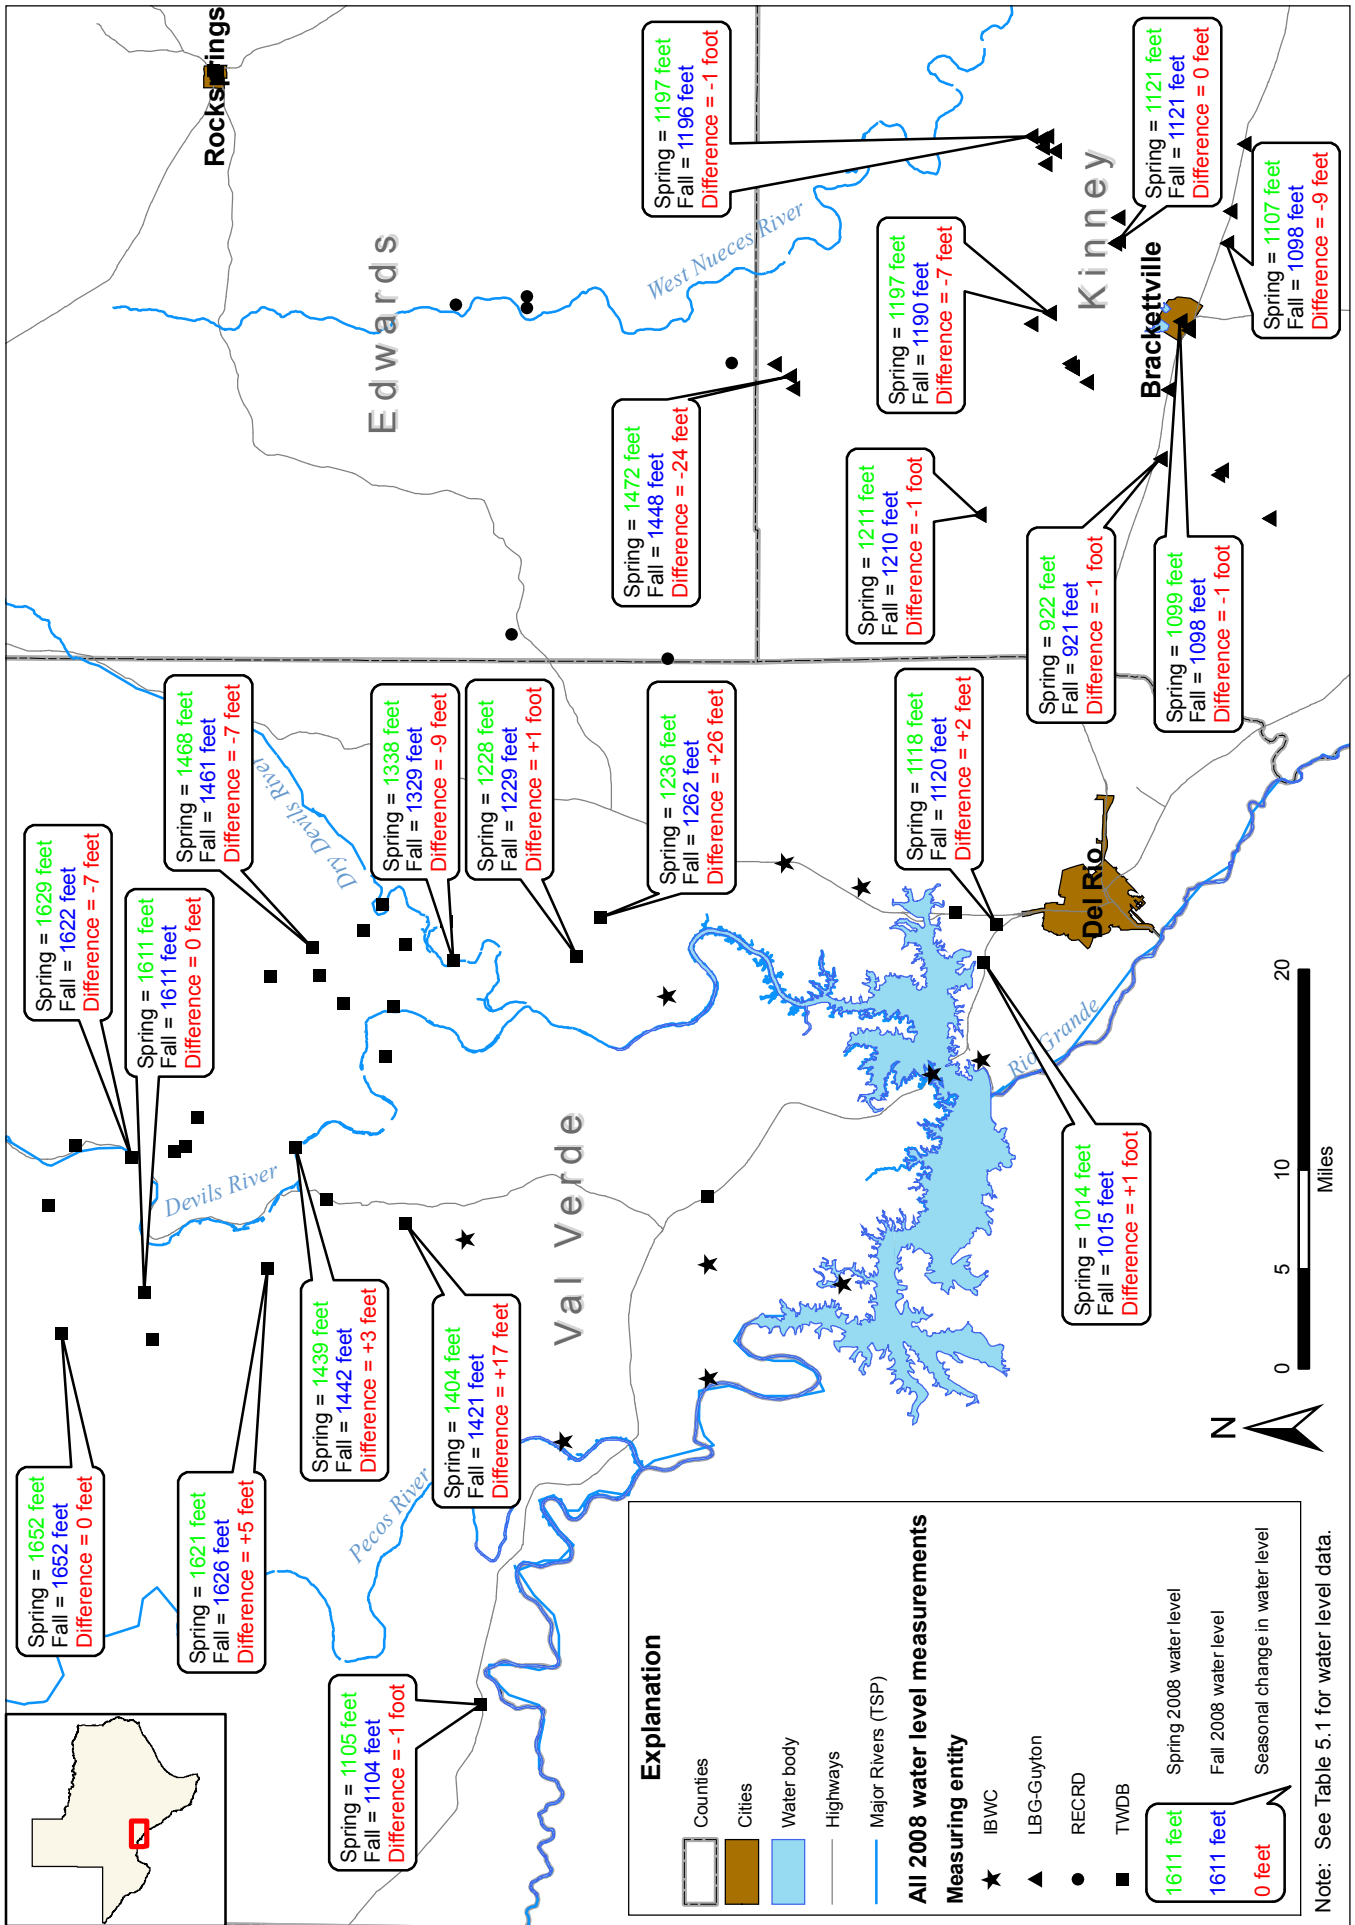 Spring = 1652 feet
Fall = 1652 feet
Difference = 0 feet
Spring = 1621 feet
Fall = 1626 feet
Difference = +5 feet
Spring = 1105 feet
Fall = 1104 feet
Difference = -1 foot
Spring = 1439 feet
Fall = 1442 feet
Difference = +3 feet
Spring = 1404 feet
Fall = 1421 feet
Difference = +17 feet
Spring = 1629 feet
Fall = 1622 feet
Difference = -7 feet
Spring = 1611 feet
Fall = 1611 feet
Difference = 0 feet
Spring = 1468 feet
Fall = 1461 feet
Difference = -7 feet
Spring = 1338 feet
Fall = 1329 feet
Difference = -9 feet
Spring = 1228 feet
Fall = 1229 feet
Difference = +1 foot
Spring = 1236 feet
Fall = 1262 feet
Difference = +26 feet
Spring = 1118 feet
Fall = 1120 feet
Difference = +2 feet
Spring = 1014 feet
Fall = 1015 feet
Difference = +1 foot
Spring = 1472 feet
Fall = 1448 feet
Difference = -24 feet
Spring = 1211 feet
Fall = 1210 feet
Difference = -1 foot
Spring = 922 feet
Fall = 921 feet
Difference = -1 foot
Spring = 1099 feet
Fall = 1098 feet
Difference = -1 foot
Spring = 1197 feet
Fall = 1196 feet
Difference = -1 foot
Spring = 1197 feet
Fall = 1190 feet
Difference = -7 feet
Spring = 1121 feet
Fall = 1121 feet
Difference = 0 feet
Spring = 1107 feet
Fall = 1098 feet
Difference = -9 feet
Rocksprings
Edwards
Kinney
Val Verde
Brackettville
Del Rio
Devils River
Dry Devils River
Pecos River
West Nueces River
Rio Grande
N
0 5 10 20
Miles
Explanation
Counties
Cities
Water body
Highways
Major Rivers (TSP)
All 2008 water level measurements
Measuring entity
IBWC
LBG-Guyton
RECRD
TWDB
1611 feet Spring 2008 water level
1611 feet Fall 2008 water level
0 feet Seasonal change in water level
Note: See Table 5.1 for water level data.